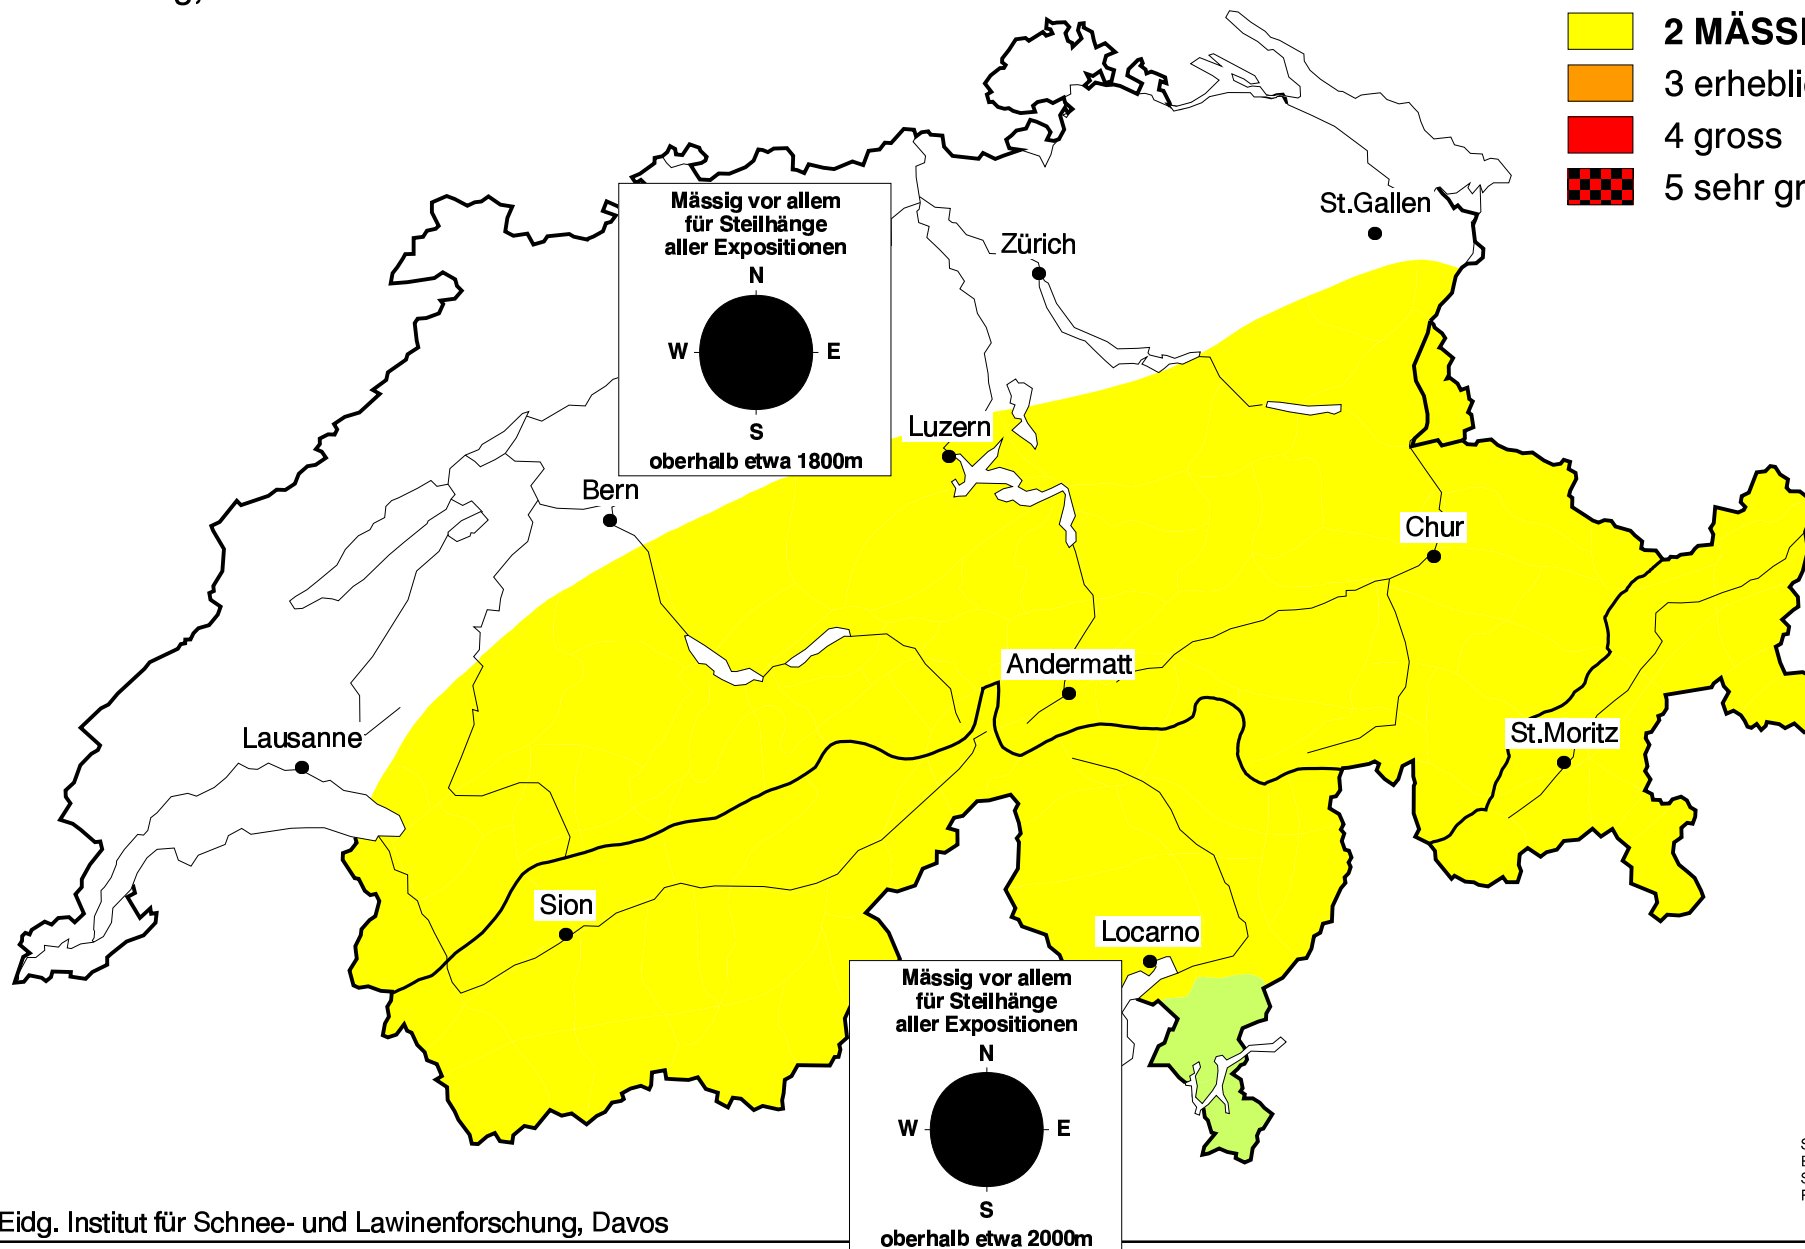 2 MÄSSI
3 erheblic
4 gross
5 sehr gr
Mässig vor allem
für Steilhänge
aller Expositionen
N
W E
S
oberhalb etwa 1800m
St.Gallen
Zürich
Luzern
Bern
Chur
Andermatt
Lausanne
St.Moritz
Sion
Locarno
Mässig vor allem
für Steilhänge
aller Expositionen
N
W E
S
oberhalb etwa 2000m
Eidg. Institut für Schnee- und Lawinenforschung, Davos